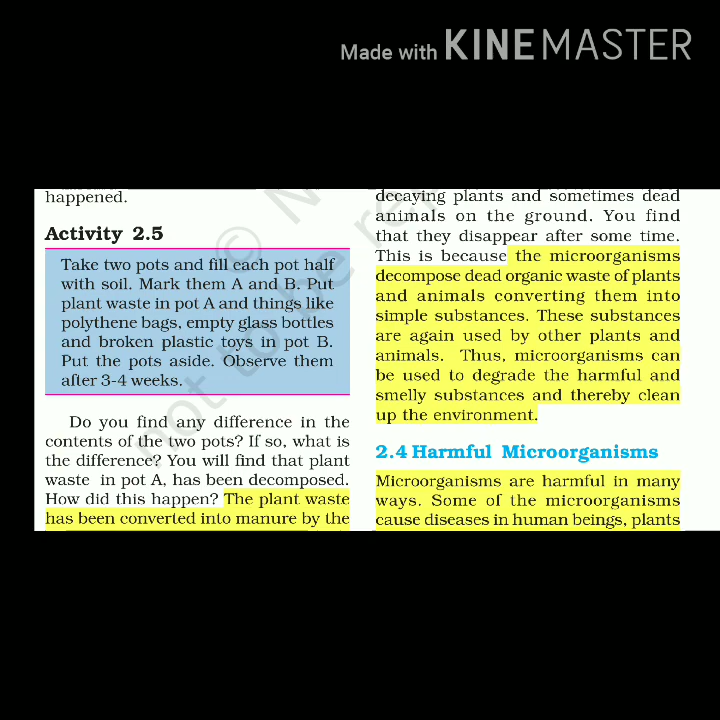 Made with KINEMASTER
happened.
Activity 2.5
Take two pots and fill each pot half
with soil. Mark them A and B. Put
plant waste in pot A and things like
polythene bags, empty glass bottles
and broken plastic toys in pot B.
Put the pots aside. Observe them
after 3-4 weeks.
Do you find any difference in the
contents of the two pots? If so, what is
the difference? You will find that plant
waste in pot A, has been decomposed.
How did this happen? The plant waste
has been converted into manure by the
decaying plants and sometimes dead
animals on the ground. You find
that they disappear after some time.
This is because the microorganisms
decompose dead organic waste of plants
and animals converting them into
simple substances. These substances
are again used by other plants and
animals. Thus, microorganisms can
be used to degrade the harmful and
smelly substances and thereby clean
up the environment.
2.4 Harmful Microorganisms
Microorganisms are harmful in many
ways. Some of the microorganisms
cause diseases in human beings, plants
© N
not to be re